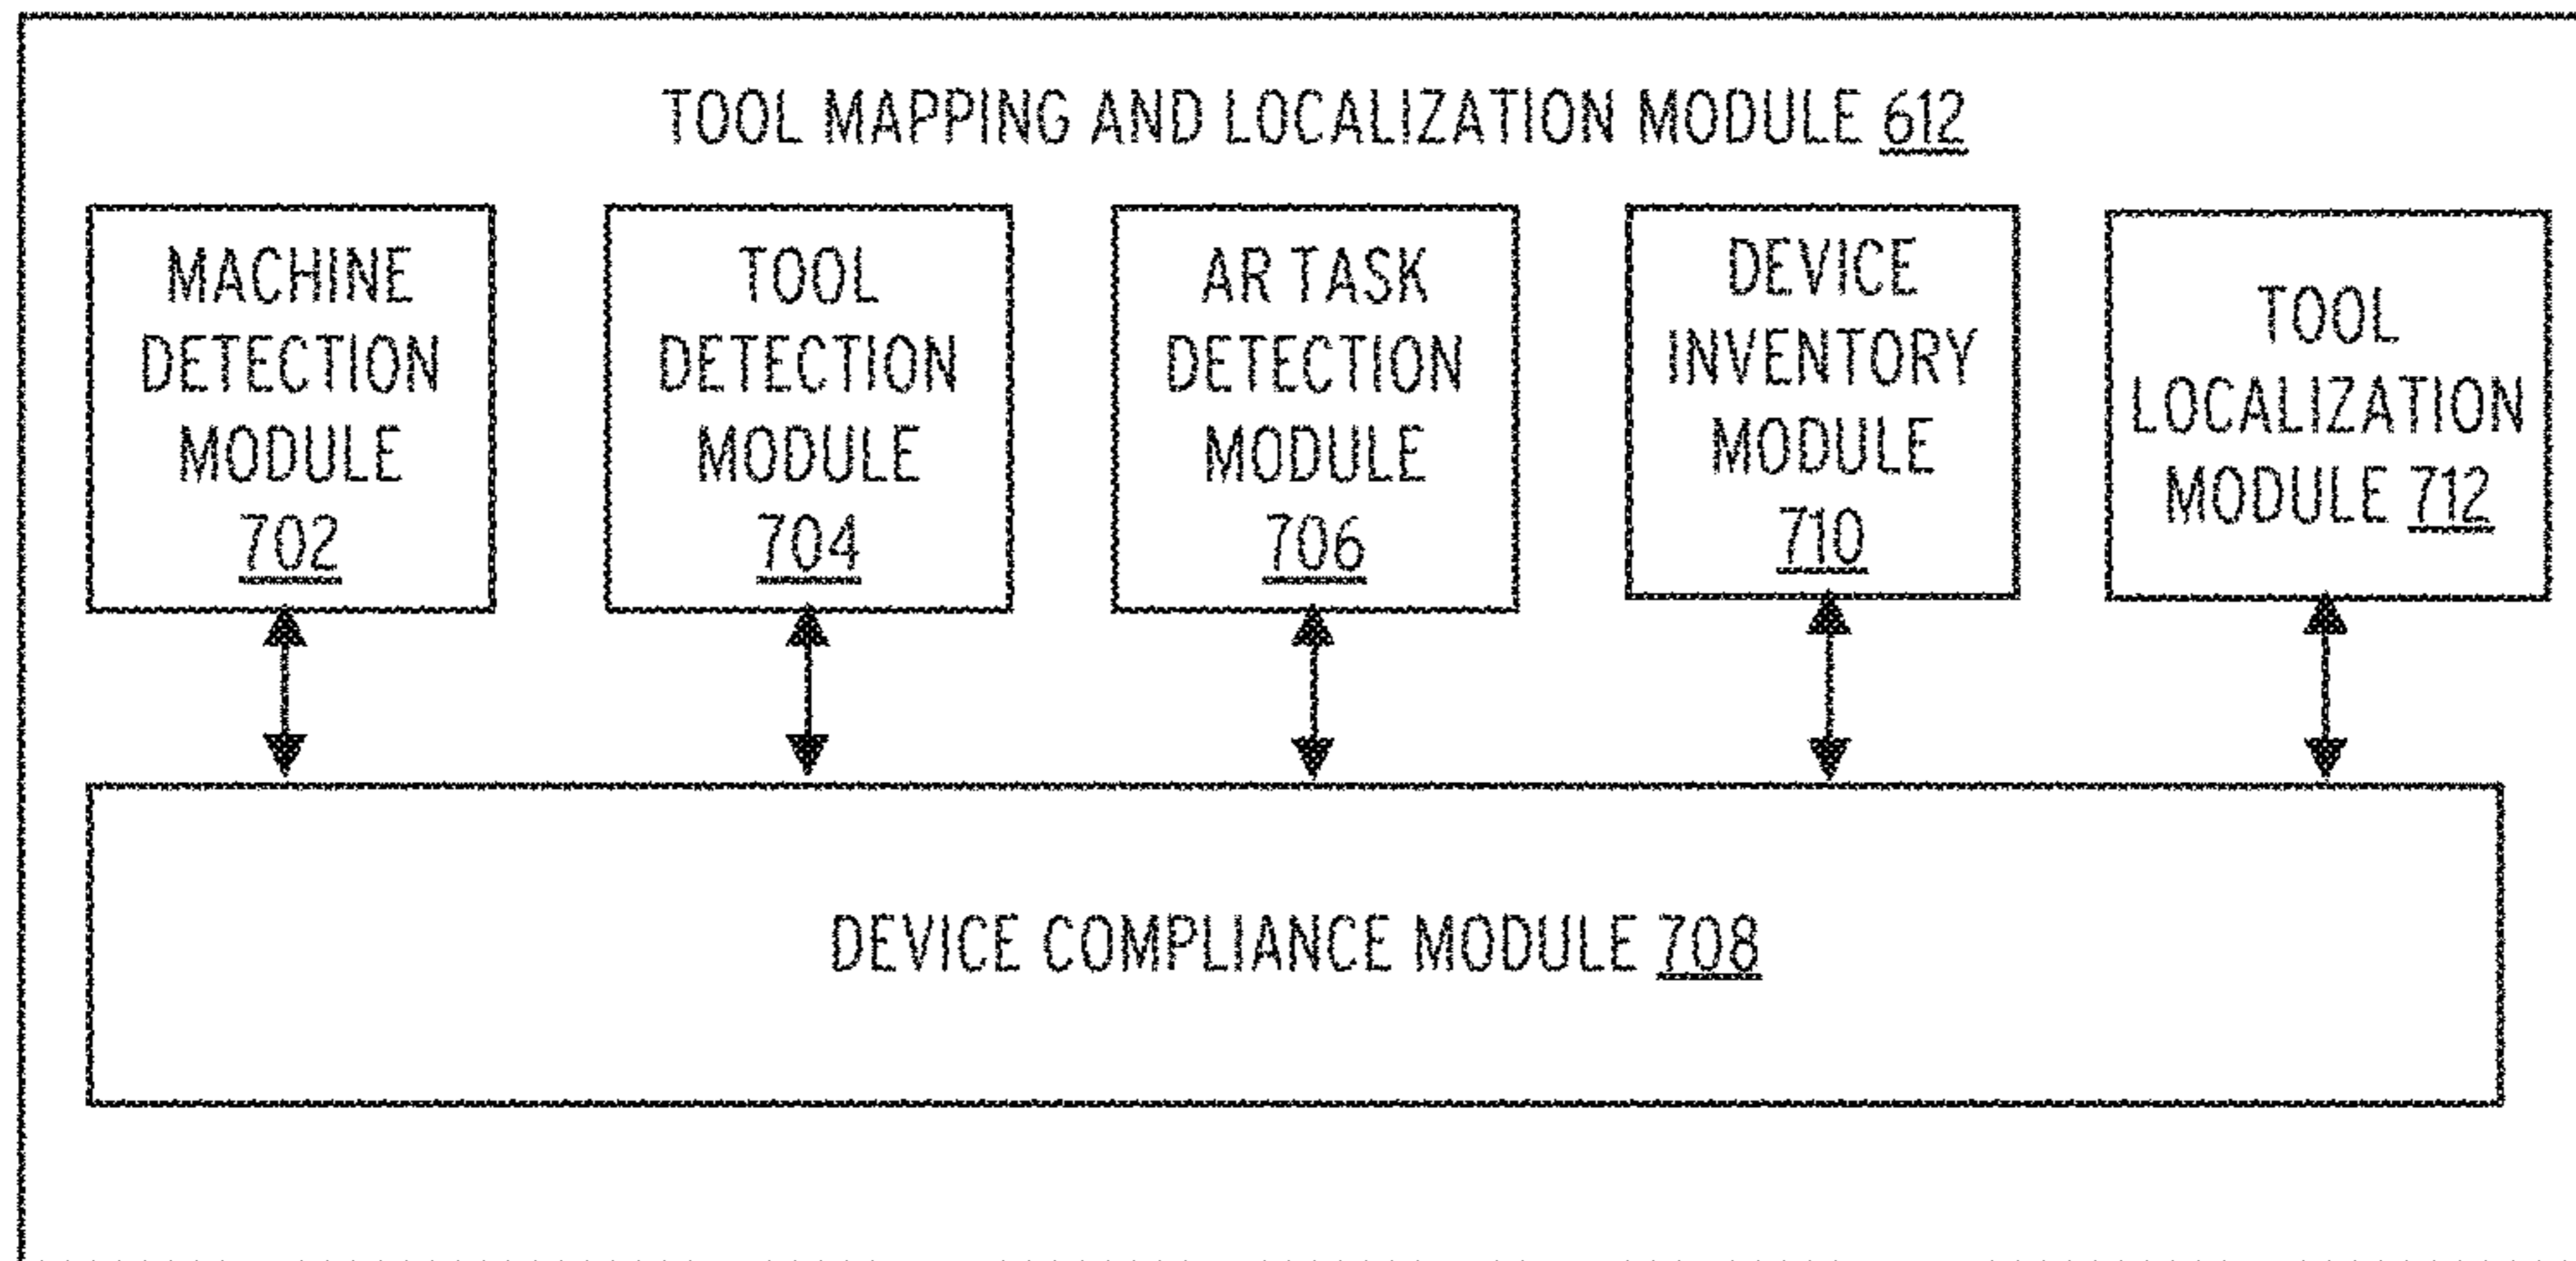 TOOL MAPPING AND LOCALIZATION MODULE 612
MACHINE
DETECTION
MODULE
702
TOOL
DETECTION
MODULE
704
AR TASK
DETECTION
MODULE
706
DEVICE
INVENTORY
MODULE
710
TOOL
LOCALIZATION
MODULE 712
DEVICE COMPLIANCE MODULE 708